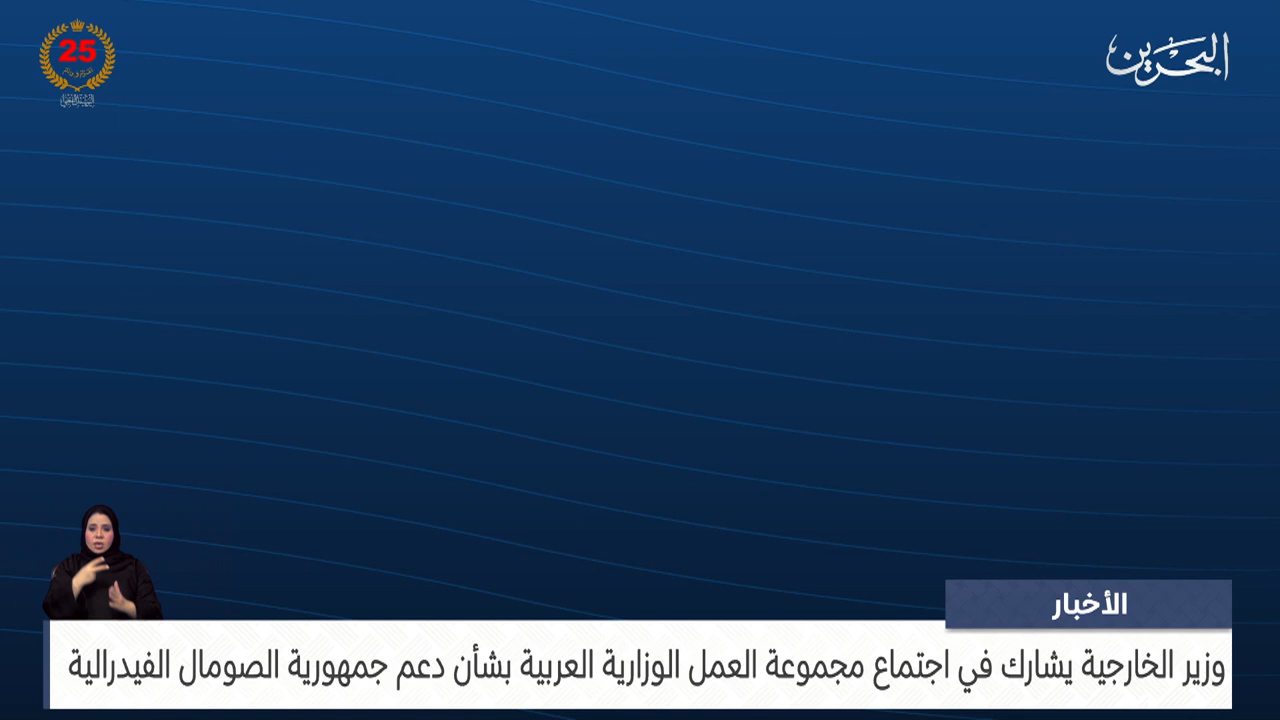 البحرين
25
الأخبار
وزير الخارجية يشارك في اجتماع مجموعة العمل الوزارية العربية بشأن دعم جمهورية الصومال الفيدرالية